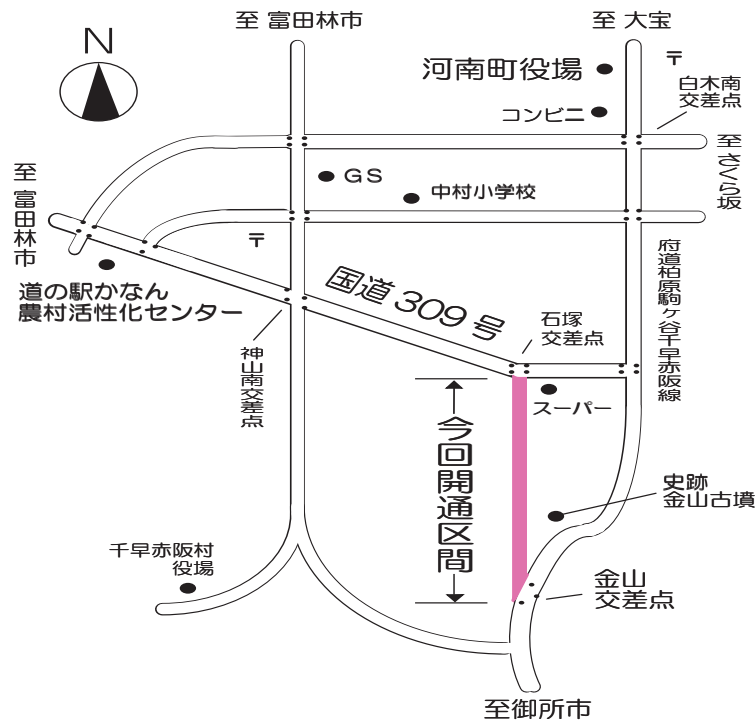 至 富田林市
至 大宝
N
河南町役場
〒
白木南
交差点
コンビニ
至 さくら坂
GS
中村小学校
至 富田林市
〒
道の駅かなん
農村活性化センター
国道 309 号
府道柏原駒ヶ谷千早赤阪線
石塚
交差点
神山南交差点
スーパー
今回開通区間
史跡
金山古墳
千早赤阪村
役場
金山
交差点
至御所市